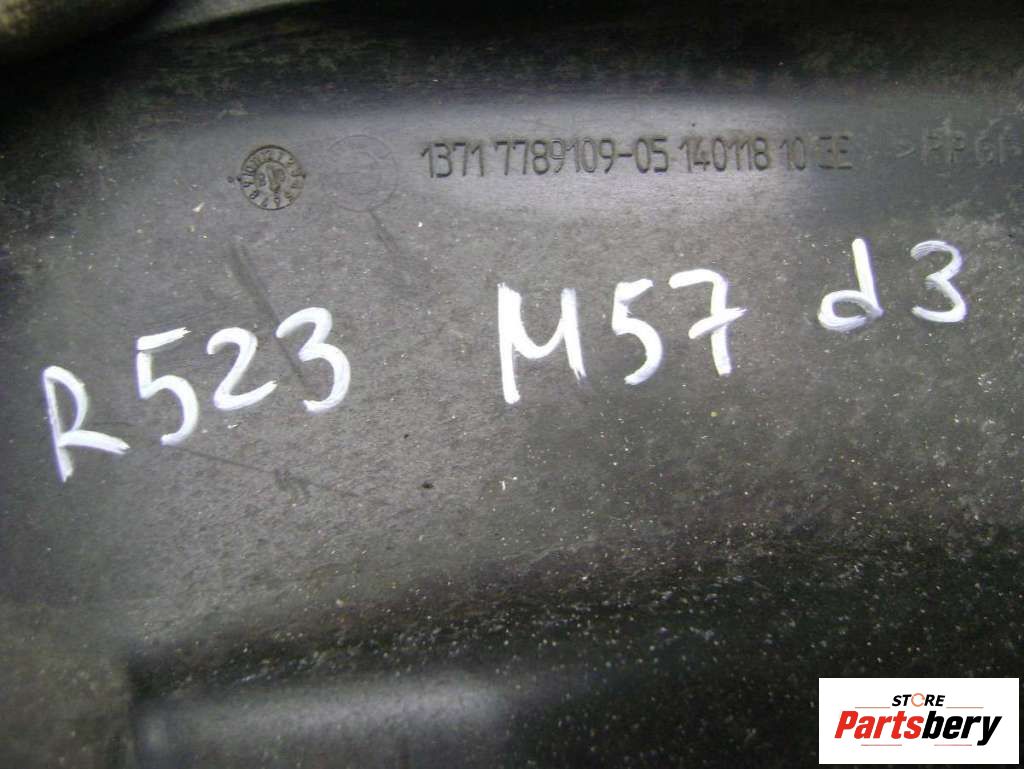 1371 7789109-05 140118 10
R523 M57 d3
STORE
Partsbery